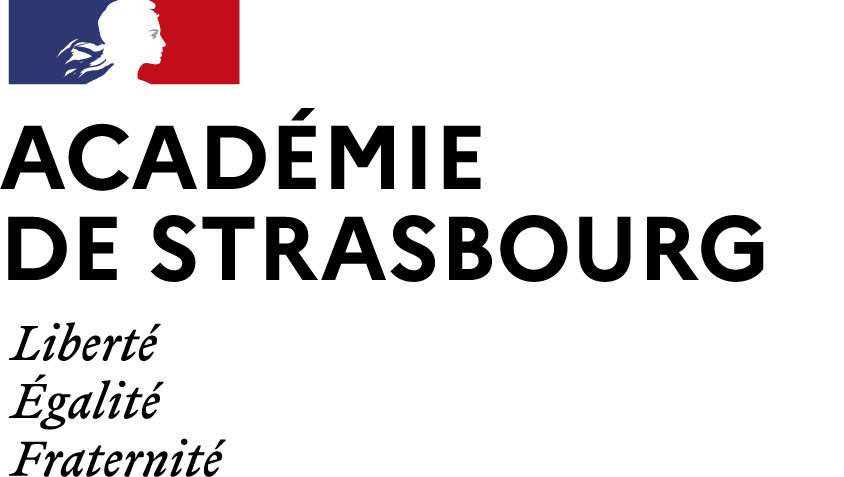 ACADÉMIE
DE STRASBOURG
Liberté
Égalité
Fraternité